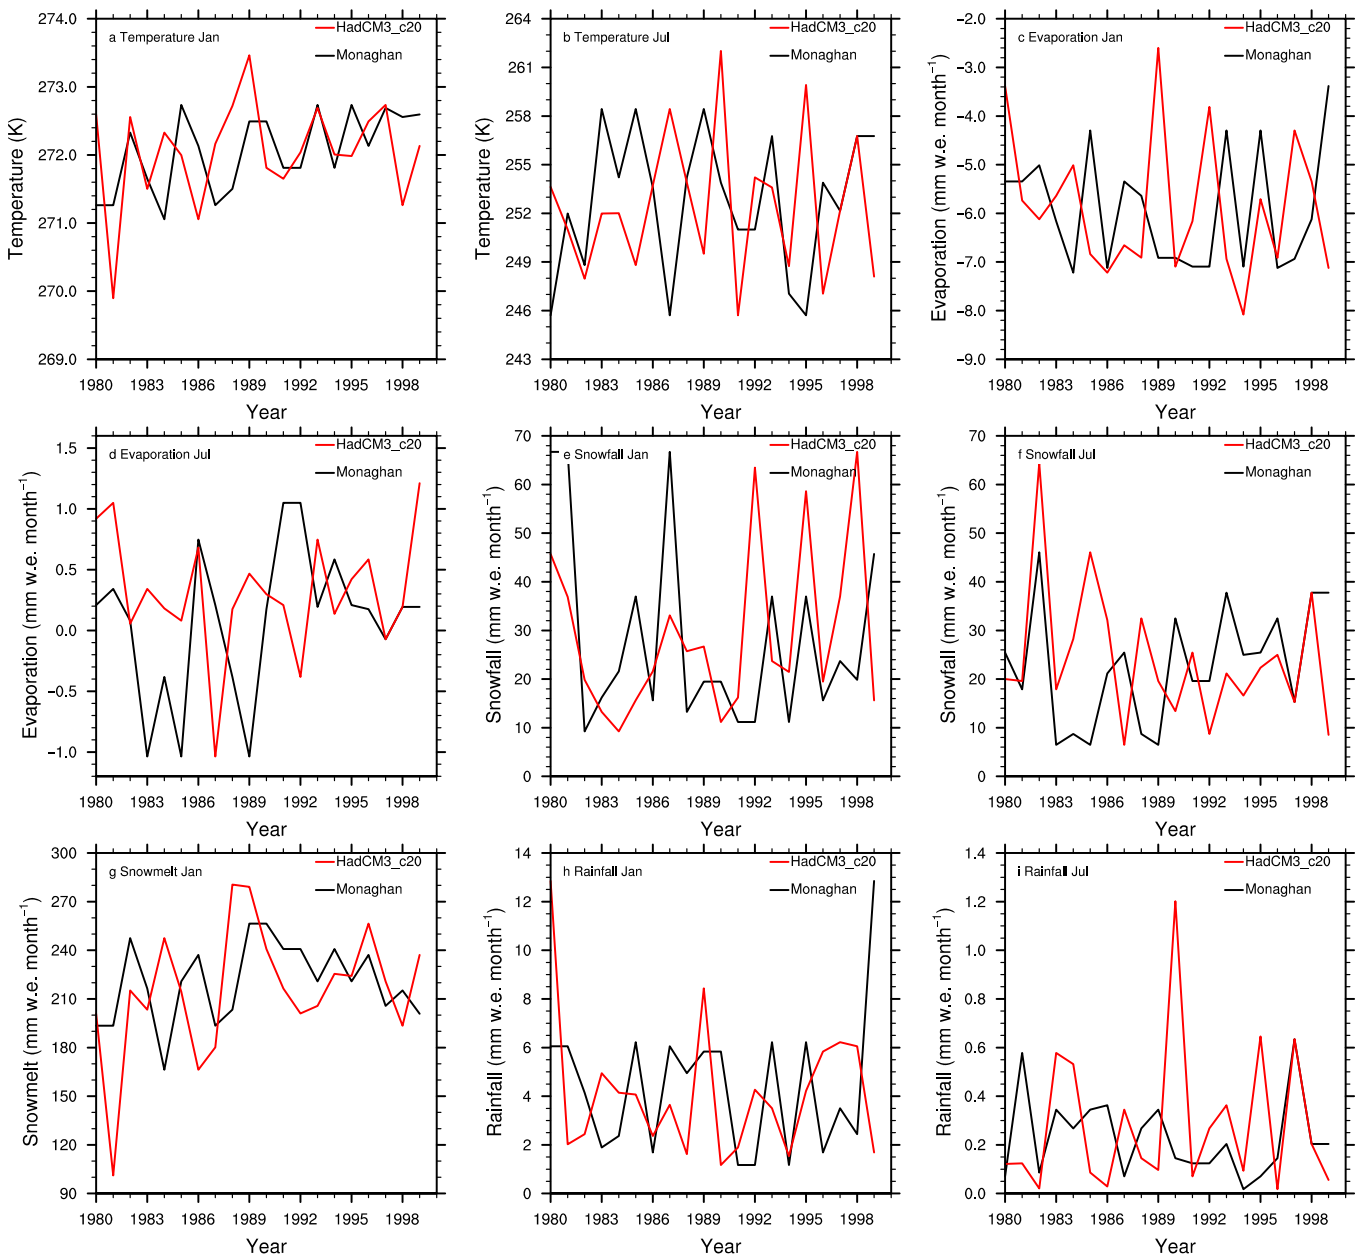 a Temperature Jan
HadCM3_c20
Monaghan
274.0
273.0
272.0
271.0
270.0
269.0
Temperature (K)
1980 1983 1986 1989 1992 1995 1998
Year
b Temperature Jul
HadCM3_c20
Monaghan
264
261
258
255
252
249
246
243
Temperature (K)
1980 1983 1986 1989 1992 1995 1998
Year
c Evaporation Jan
HadCM3_c20
Monaghan
−2.0
−3.0
−4.0
−5.0
−6.0
−7.0
−8.0
−9.0
Evaporation (mm w.e. month⁻¹)
1980 1983 1986 1989 1992 1995 1998
Year
d Evaporation Jul
HadCM3_c20
Monaghan
1.5
1.0
0.5
0.0
−0.5
−1.0
Evaporation (mm w.e. month⁻¹)
1980 1983 1986 1989 1992 1995 1998
Year
e Snowfall Jan
HadCM3_c20
Monaghan
70
60
50
40
30
20
10
0
Snowfall (mm w.e. month⁻¹)
1980 1983 1986 1989 1992 1995 1998
Year
f Snowfall Jul
HadCM3_c20
Monaghan
70
60
50
40
30
20
10
0
Snowfall (mm w.e. month⁻¹)
1980 1983 1986 1989 1992 1995 1998
Year
g Snowmelt Jan
HadCM3_c20
Monaghan
300
270
240
210
180
150
120
90
Snowmelt (mm w.e. month⁻¹)
1980 1983 1986 1989 1992 1995 1998
Year
h Rainfall Jan
HadCM3_c20
Monaghan
14
12
10
8
6
4
2
0
Rainfall (mm w.e. month⁻¹)
1980 1983 1986 1989 1992 1995 1998
Year
i Rainfall Jul
HadCM3_c20
Monaghan
1.4
1.2
1.0
0.8
0.6
0.4
0.2
0.0
Rainfall (mm w.e. month⁻¹)
1980 1983 1986 1989 1992 1995 1998
Year